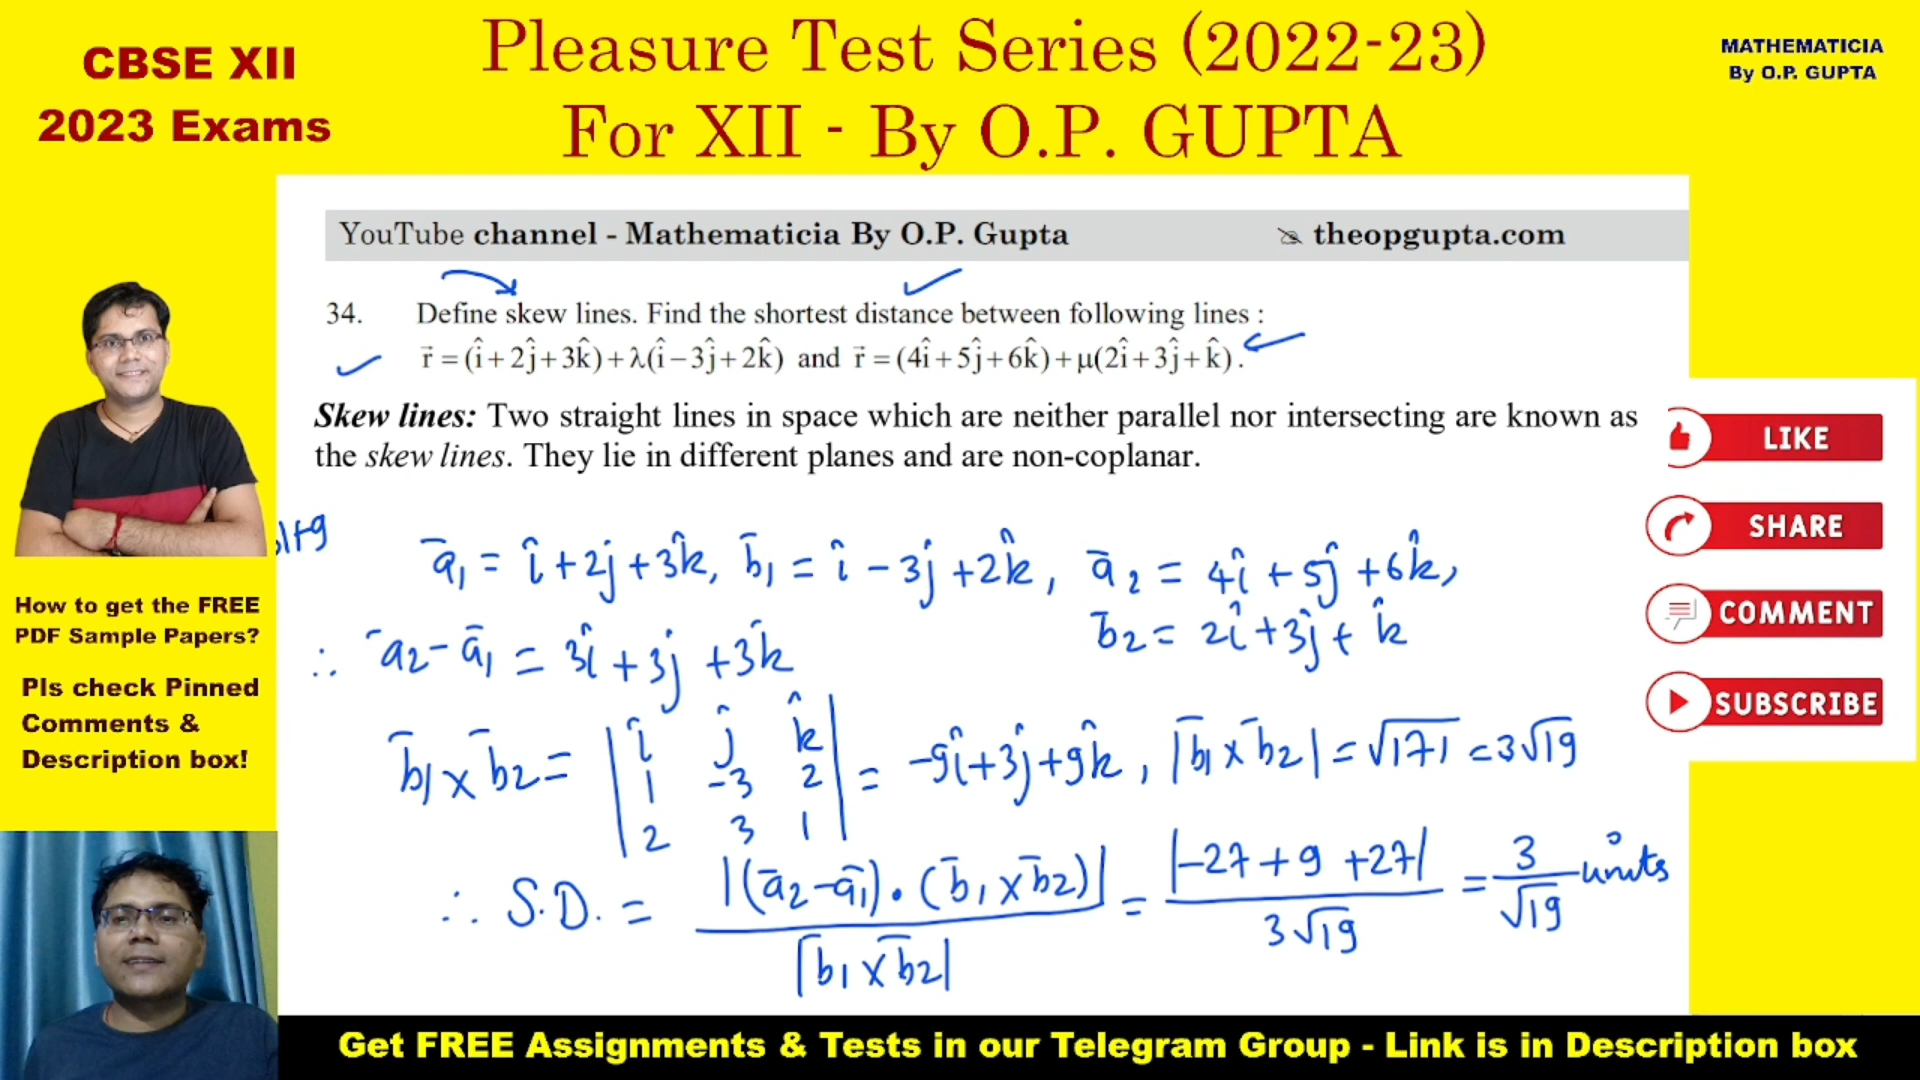 CBSE XII
2023 Exams
Pleasure Test Series (2022-23)
For XII - By O.P. GUPTA
MATHEMATICIA
By O.P. GUPTA
YouTube channel - Mathematicia By O.P. Gupta theopgupta.com
34. Define skew lines. Find the shortest distance between following lines :
r⃗ = (î + 2ĵ + 3k̂) + λ(î − 3ĵ + 2k̂) and r⃗ = (4î + 5ĵ + 6k̂) + μ(2î + 3ĵ + k̂).
Skew lines: Two straight lines in space which are neither parallel nor intersecting are known as
the skew lines. They lie in different planes and are non-coplanar.
ā₁ = î + 2ĵ + 3k̂, b̄₁ = î − 3ĵ + 2k̂, ā₂ = 4î + 5ĵ + 6k̂,
b̄₂ = 2î + 3ĵ + k̂
∴ ā₂ − ā₁ = 3î + 3ĵ + 3k̂
b̄₁ × b̄₂ = | î ĵ k̂ |
| 1 -3 2 | = -9î + 3ĵ + 9k̂, |b̄₁ × b̄₂| = √171 = 3√19
| 2 3 1 |
∴ S.D. = |(ā₂ − ā₁) • (b̄₁ × b̄₂)| / |b̄₁ × b̄₂| = |-27 + 9 + 27| / 3√19 = 3/√19 units
LIKE
SHARE
COMMENT
SUBSCRIBE
How to get the FREE
PDF Sample Papers?
Pls check Pinned
Comments &
Description box!
Get FREE Assignments & Tests in our Telegram Group - Link is in Description box